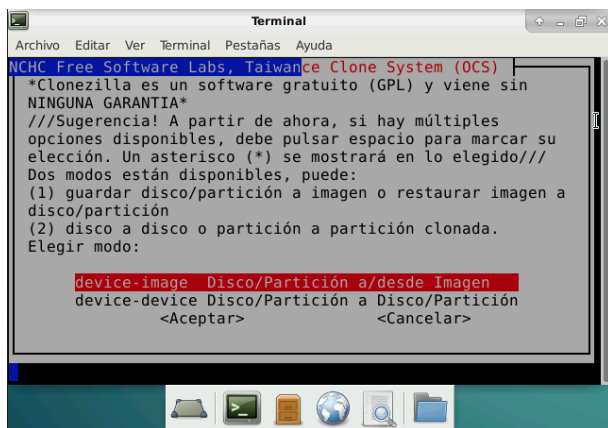 Terminal
Archivo Editar Ver Terminal Pestañas Ayuda
NCHC Free Software Labs, Taiwance Clone System (OCS)
*Clonezilla es un software gratuito (GPL) y viene sin
NINGUNA GARANTIA*
///Sugerencia! A partir de ahora, si hay múltiples
opciones disponibles, debe pulsar espacio para marcar su
elección. Un asterisco (*) se mostrará en lo elegido///
Dos modos están disponibles, puede:
(1) guardar disco/partición a imagen o restaurar imagen a
disco/partición
(2) disco a disco o partición a partición clonada.
Elegir modo:
device-image Disco/Partición a/desde Imagen
device-device Disco/Partición a Disco/Partición
<Aceptar> <Cancelar>